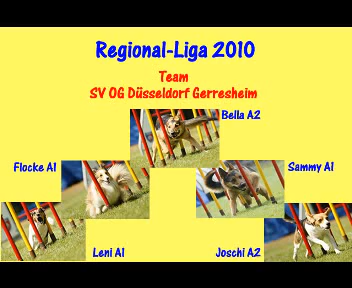 Regional-Liga 2010
Team
SV OG Düsseldorf Gerresheim
Bella A2
Flocke A1
Sammy A1
Leni A1
Joschi A2